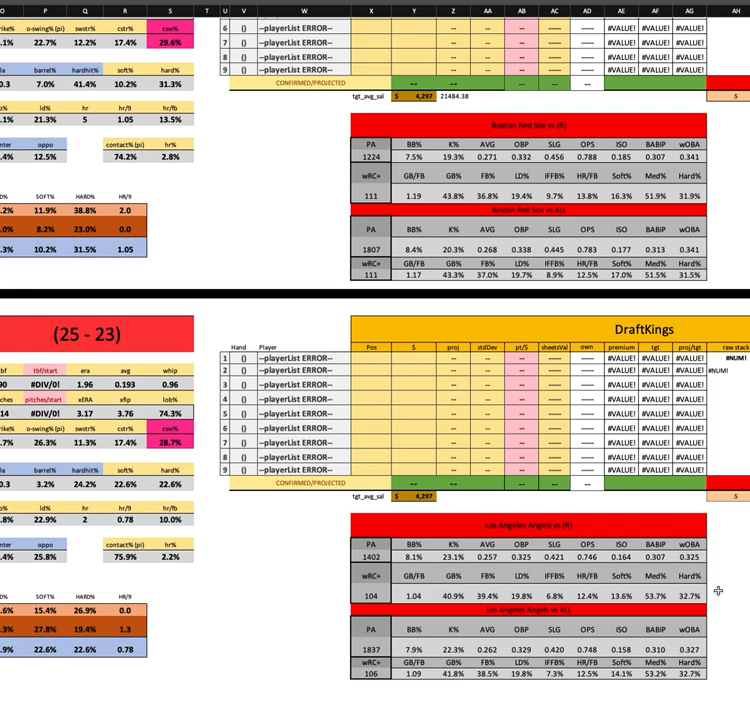 O P Q R S T U V W X Y Z AA AB AC AD AE AF AG AH
rike% o-swing% (pi) swstr% cstr% csw%
.1% 22.7% 12.2% 17.4% 29.6%
la barrel% hardhit% soft% hard%
0.3 7.0% 41.4% 10.2% 31.3%
b% ld% hr hr/9 hr/fb
.1% 21.3% 5 1.05 13.5%
nter oppo contact% (pi) hr%
.4% 12.5% 74.2% 2.8%
D% SOFT% HARD% HR/9
.2% 11.9% 38.8% 2.0
.0% 8.2% 23.0% 0.0
.3% 10.2% 31.5% 1.05
6 () --playerList ERROR-- -- -- -- ----- ---- #VALUE! #VALUE! #VALUE!
7 () --playerList ERROR-- -- -- -- ----- ---- #VALUE! #VALUE! #VALUE!
8 () --playerList ERROR-- -- -- -- ----- ---- #VALUE! #VALUE! #VALUE!
9 () --playerList ERROR-- -- -- -- ----- ---- #VALUE! #VALUE! #VALUE!
CONFIRMED/PROJECTED -- -- -- -- --
tgt_avg_sal $ 4,297 21484.38 S
Boston Red Sox vs (R)
PA BB% K% AVG OBP SLG OPS ISO BABIP wOBA
1224 7.5% 19.3% 0.271 0.332 0.456 0.788 0.185 0.307 0.341
wRC+ GB/FB GB% FB% LD% IFFB% HR/FB Soft% Med% Hard%
111 1.19 43.8% 36.8% 19.4% 9.7% 13.8% 16.3% 51.9% 31.9%
Boston Red Sox vs ALL
PA BB% K% AVG OBP SLG OPS ISO BABIP wOBA
1807 8.4% 20.3% 0.268 0.338 0.445 0.783 0.177 0.313 0.341
wRC+ GB/FB GB% FB% LD% IFFB% HR/FB Soft% Med% Hard%
111 1.17 43.3% 37.0% 19.7% 8.9% 12.5% 17.0% 51.5% 31.5%
(25 - 23)
bf tbf/start era avg whip
90 #DIV/0! 1.96 0.193 0.96
ches pitches/start xERA xfip lob%
14 #DIV/0! 3.17 3.76 74.3%
rike% o-swing% (pi) swstr% cstr% csw%
.7% 26.3% 11.3% 17.4% 28.7%
la barrel% hardhit% soft% hard%
0.3 3.2% 24.2% 22.6% 22.6%
b% ld% hr hr/9 hr/fb
.8% 22.9% 2 0.78 10.0%
nter oppo contact% (pi) hr%
.4% 25.8% 75.9% 2.2%
D% SOFT% HARD% HR/9
.6% 15.4% 26.9% 0.0
.3% 27.8% 19.4% 1.3
.9% 22.6% 22.6% 0.78
DraftKings
Hand Player Pos $ proj stdDev pt/$ sheetsVal own premium tgt proj/tgt raw stack
1 () --playerList ERROR-- -- -- -- ----- ---- #VALUE! #VALUE! #VALUE! #NUM!
2 () --playerList ERROR-- -- -- -- ----- ---- #VALUE! #VALUE! #VALUE! #NUM!
3 () --playerList ERROR-- -- -- -- ----- ---- #VALUE! #VALUE! #VALUE!
4 () --playerList ERROR-- -- -- -- ----- ---- #VALUE! #VALUE! #VALUE!
5 () --playerList ERROR-- -- -- -- ----- ---- #VALUE! #VALUE! #VALUE!
6 () --playerList ERROR-- -- -- -- ----- ---- #VALUE! #VALUE! #VALUE!
7 () --playerList ERROR-- -- -- -- ----- ---- #VALUE! #VALUE! #VALUE!
8 () --playerList ERROR-- -- -- -- ----- ---- #VALUE! #VALUE! #VALUE!
9 () --playerList ERROR-- -- -- -- ----- ---- #VALUE! #VALUE! #VALUE!
CONFIRMED/PROJECTED -- -- -- -- --
tgt_avg_sal $ 4,297 S
Los Angeles Angels vs (R)
PA BB% K% AVG OBP SLG OPS ISO BABIP wOBA
1402 8.1% 23.1% 0.257 0.325 0.421 0.746 0.164 0.307 0.325
wRC+ GB/FB GB% FB% LD% IFFB% HR/FB Soft% Med% Hard%
104 1.04 40.9% 39.4% 19.8% 6.8% 12.4% 13.6% 53.7% 32.7%
Los Angeles Angels vs ALL
PA BB% K% AVG OBP SLG OPS ISO BABIP wOBA
1837 7.9% 22.3% 0.262 0.329 0.420 0.748 0.158 0.310 0.327
wRC+ GB/FB GB% FB% LD% IFFB% HR/FB Soft% Med% Hard%
106 1.09 41.8% 38.5% 19.8% 7.3% 12.5% 14.1% 53.2% 32.7%